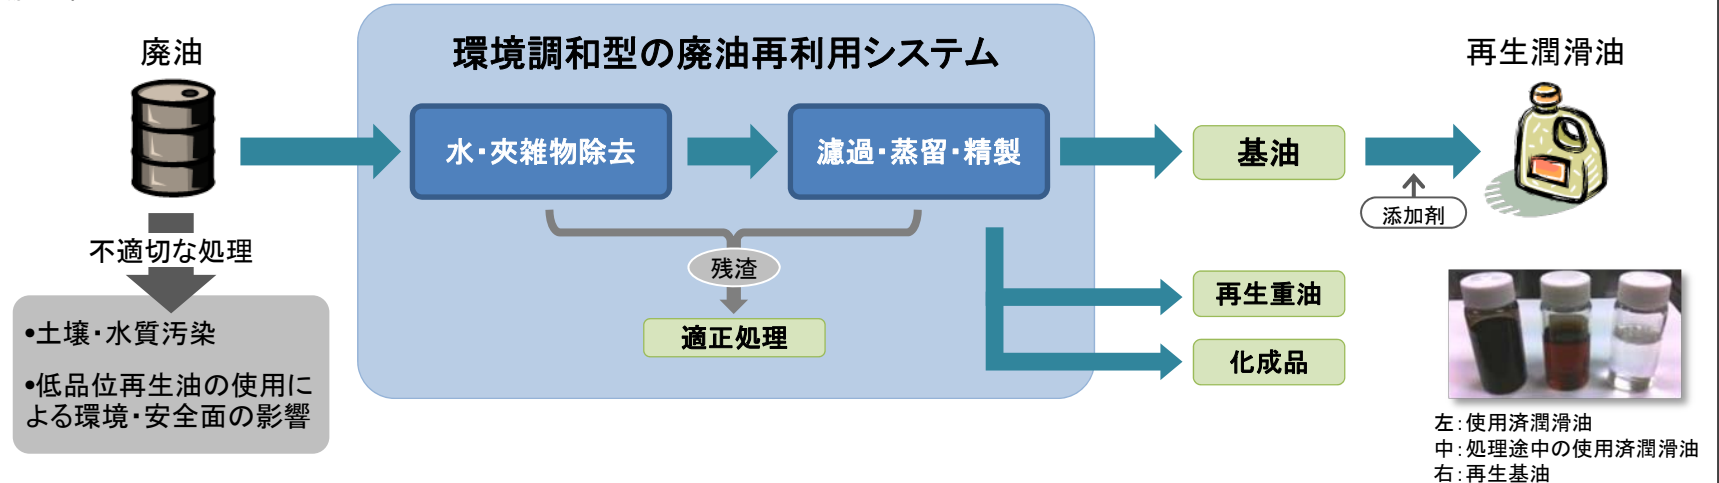 廃油
環境調和型の廃油再利用システム
再生潤滑油
水・夾雑物除去
濾過・蒸留・精製
基油
添加剤
不適切な処理
残渣
適正処理
再生重油
化成品
•土壌・水質汚染
•低品位再生油の使用に
よる環境・安全面の影響
左：使用済潤滑油
中：処理途中の使用済潤滑油
右：再生基油